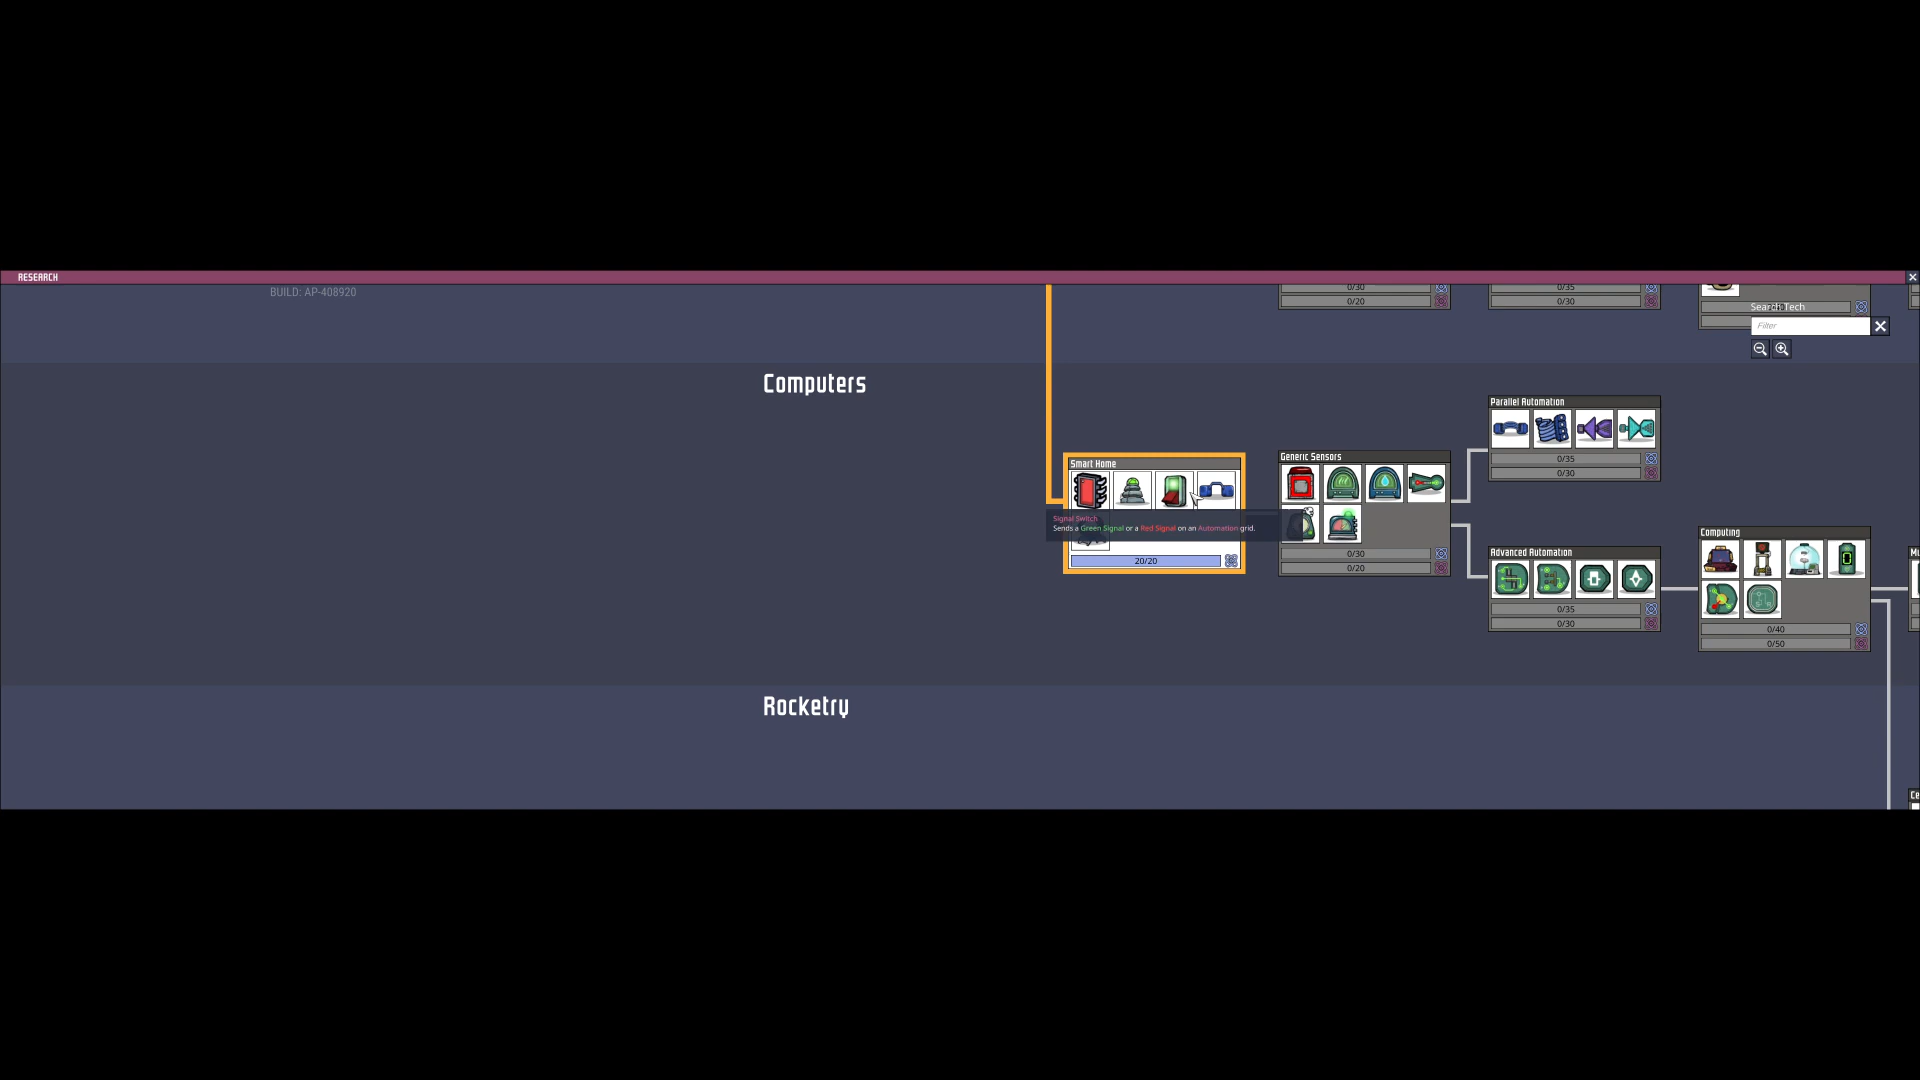 RESEARCH
BUILD: AP-408920
0/30
0/20
0/35
0/30
Search Tech
Filter
Computers
Parallel Automation
0/35
0/30
Smart Home
Signal Switch
Sends a Green Signal or a Red Signal on an Automation grid.
20/20
Generic Sensors
0/30
0/20
Advanced Automation
0/35
0/30
Computing
0/40
0/50
Mu
Rocketry
Ce